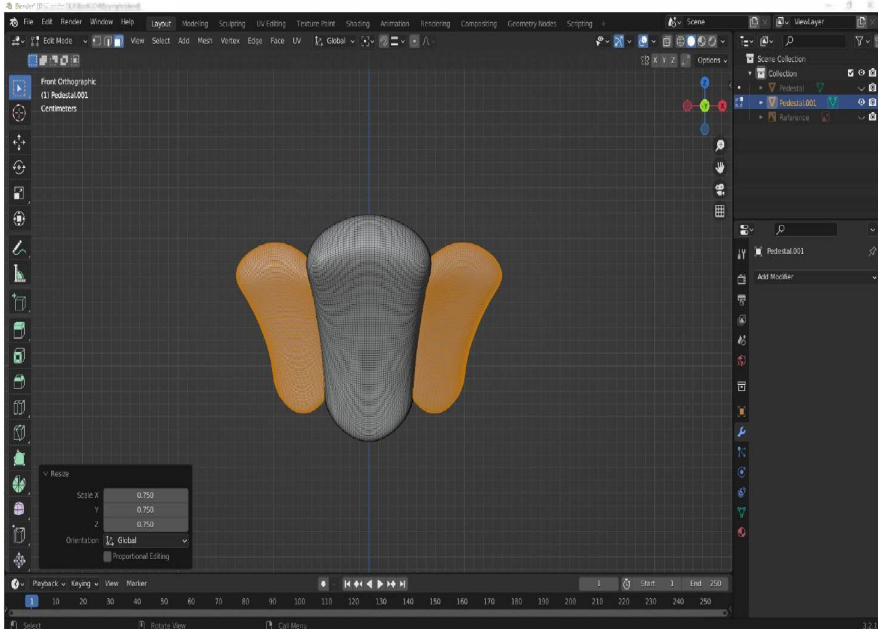 Blender*
File Edit Render Window Help Layout Modeling Sculpting UV Editing Texture Paint Shading Animation Rendering Compositing Geometry Nodes Scripting + Scene ViewLayer
Edit Mode View Select Add Mesh Vertex Edge Face UV Global
X Y Z Options
Front Orthographic
(1) Pedestal.001
Centimeters
Z
Y
X
Scene Collection
Collection
Pedestal
Pedestal.001
Reference
Pedestal.001
Add Modifier
Resize
Scale X 0.750
Y 0.750
Z 0.750
Orientation Global
Proportional Editing
Playback Keying View Marker 1 Start 1 End 250
1 10 20 30 40 50 60 70 80 90 100 110 120 130 140 150 160 170 180 190 200 210 220 230 240 250
Select Rotate View Call Menu 3.2.1